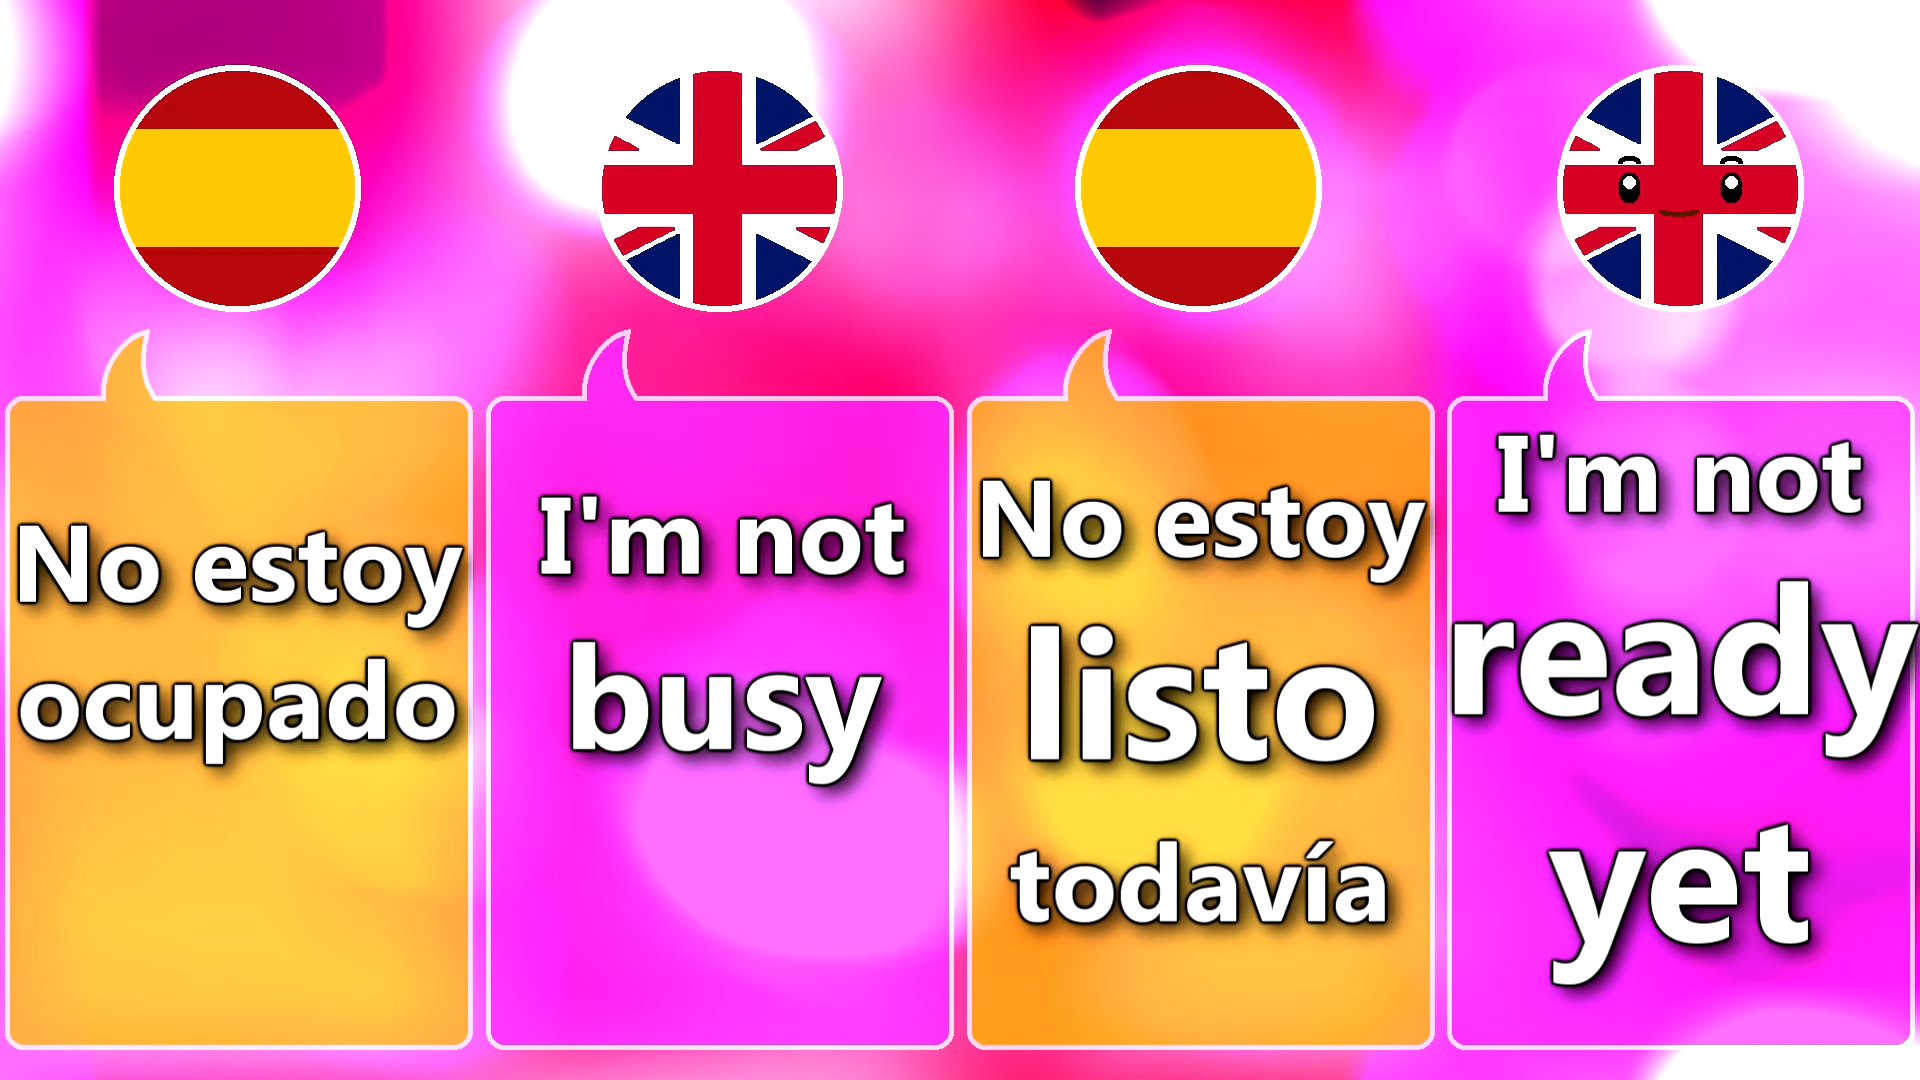 No estoy
ocupado
I'm not
busy
No estoy
listo
todavía
I'm not
ready
yet